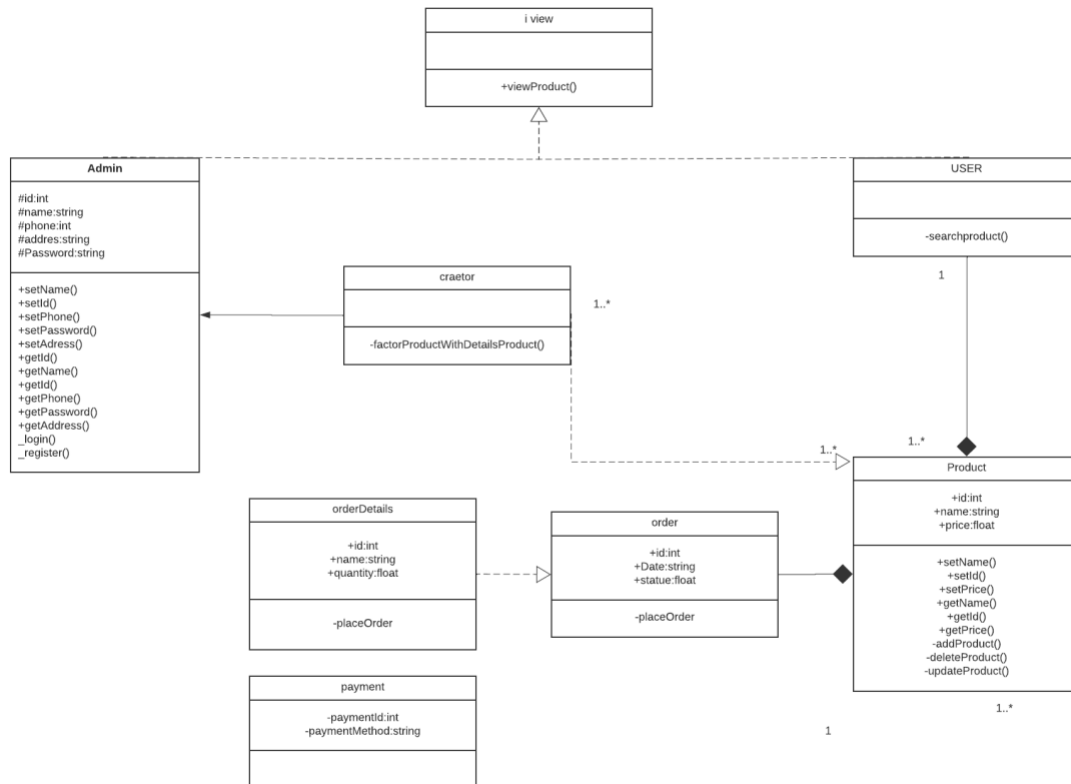 i view
+viewProduct()
Admin
#id:int
#name:string
#phone:int
#addres:string
#Password:string
+setName()
+setId()
+setPhone()
+setPassword()
+setAdress()
+getId()
+getName()
+getId()
+getPhone()
+getPassword()
+getAddress()
_login()
_register()
USER
-searchproduct()
1
craetor
-factorProductWithDetailsProduct()
1..*
1..*
1..*
Product
+id:int
+name:string
+price:float
+setName()
+setId()
+setPrice()
+getName()
+getId()
+getPrice()
-addProduct()
-deleteProduct()
-updateProduct()
orderDetails
+id:int
+name:string
+quantity:float
-placeOrder
order
+id:int
+Date:string
+statue:float
-placeOrder
payment
-paymentId:int
-paymentMethod:string
1..*
1